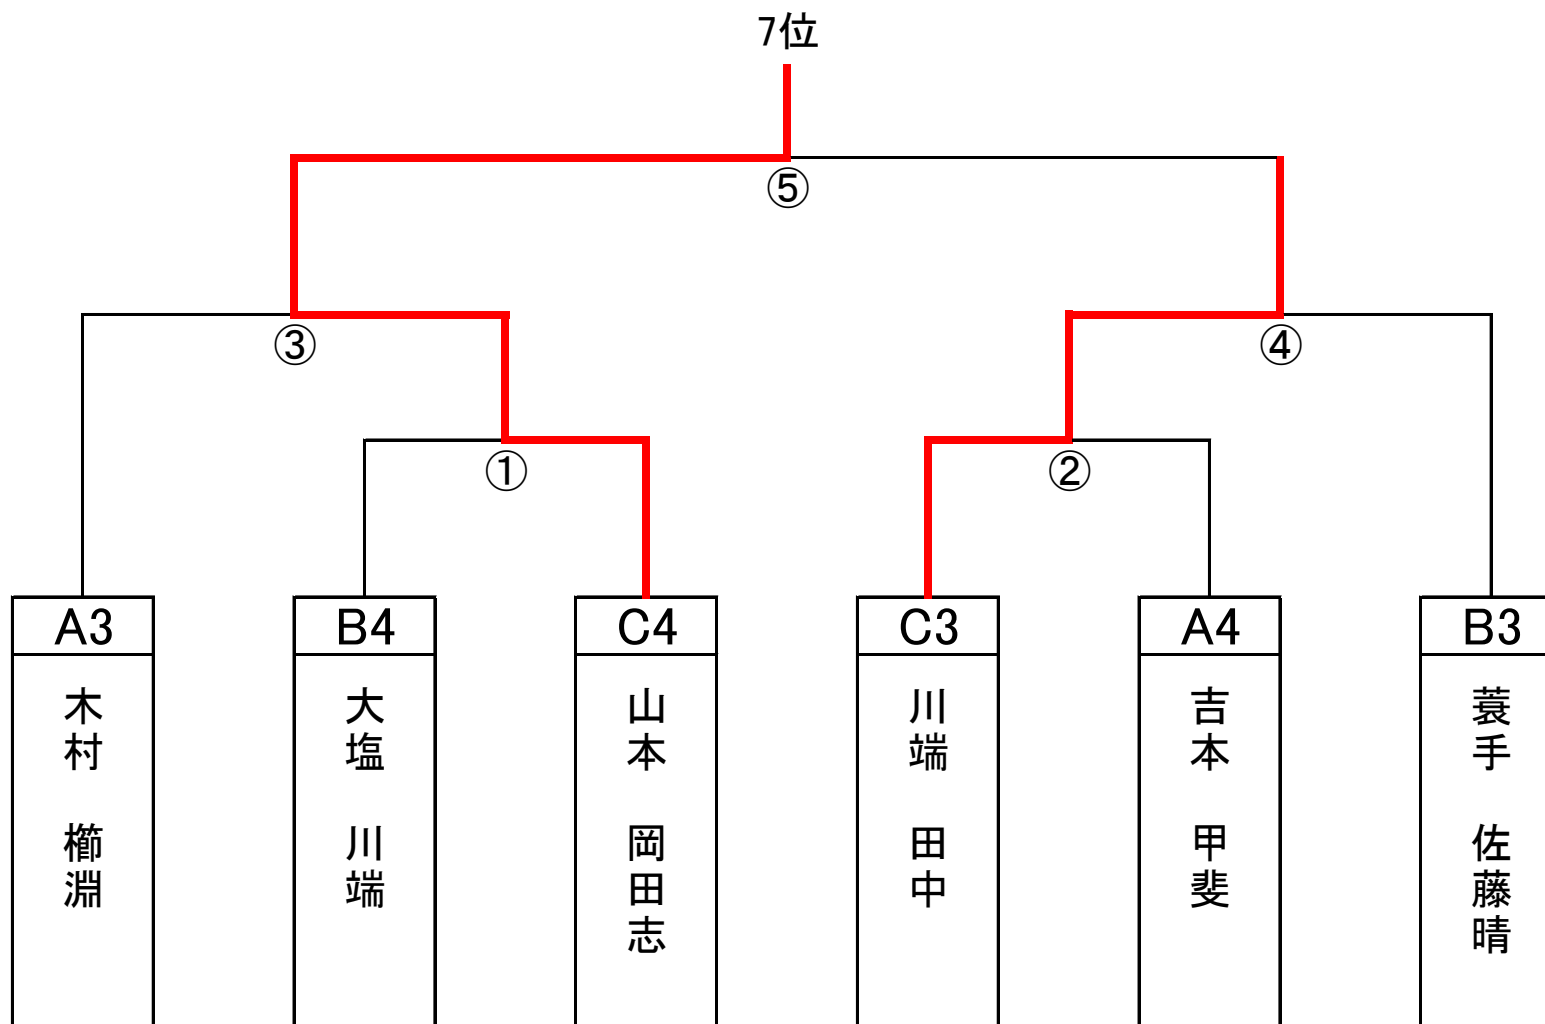 7位
⑤
③
④
①
②
A3
B4
C4
C3
A4
B3
木村 櫛淵
大塩 川端
山本 岡田志
川端 田中
吉本 甲斐
蓑手 佐藤晴